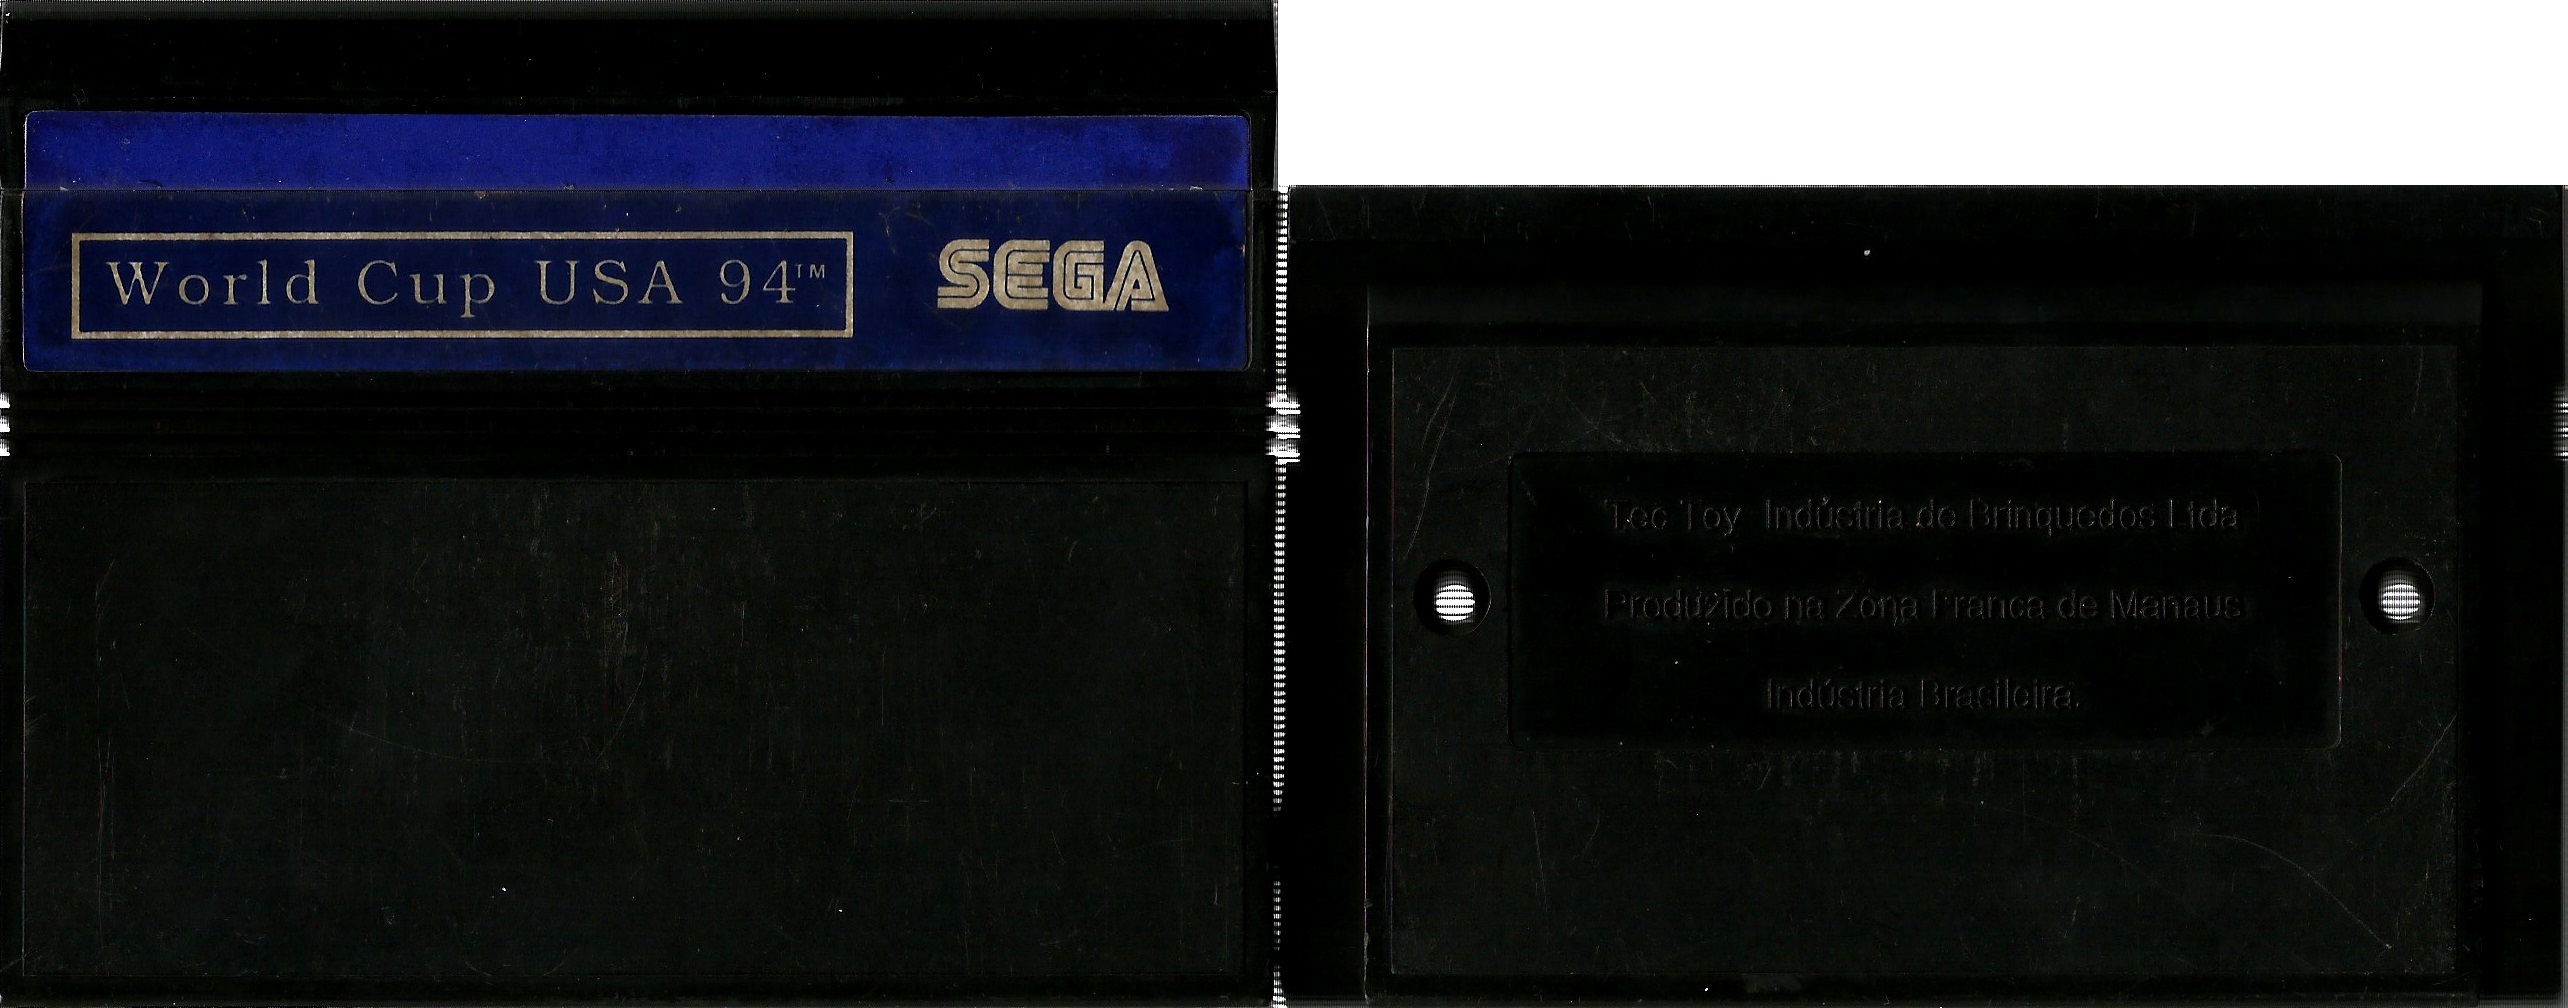 World Cup USA 94™
SEGA
Tec Toy Indústria de Brinquedos Ltda
Produzido na Zona Franca de Manaus
Indústria Brasileira.